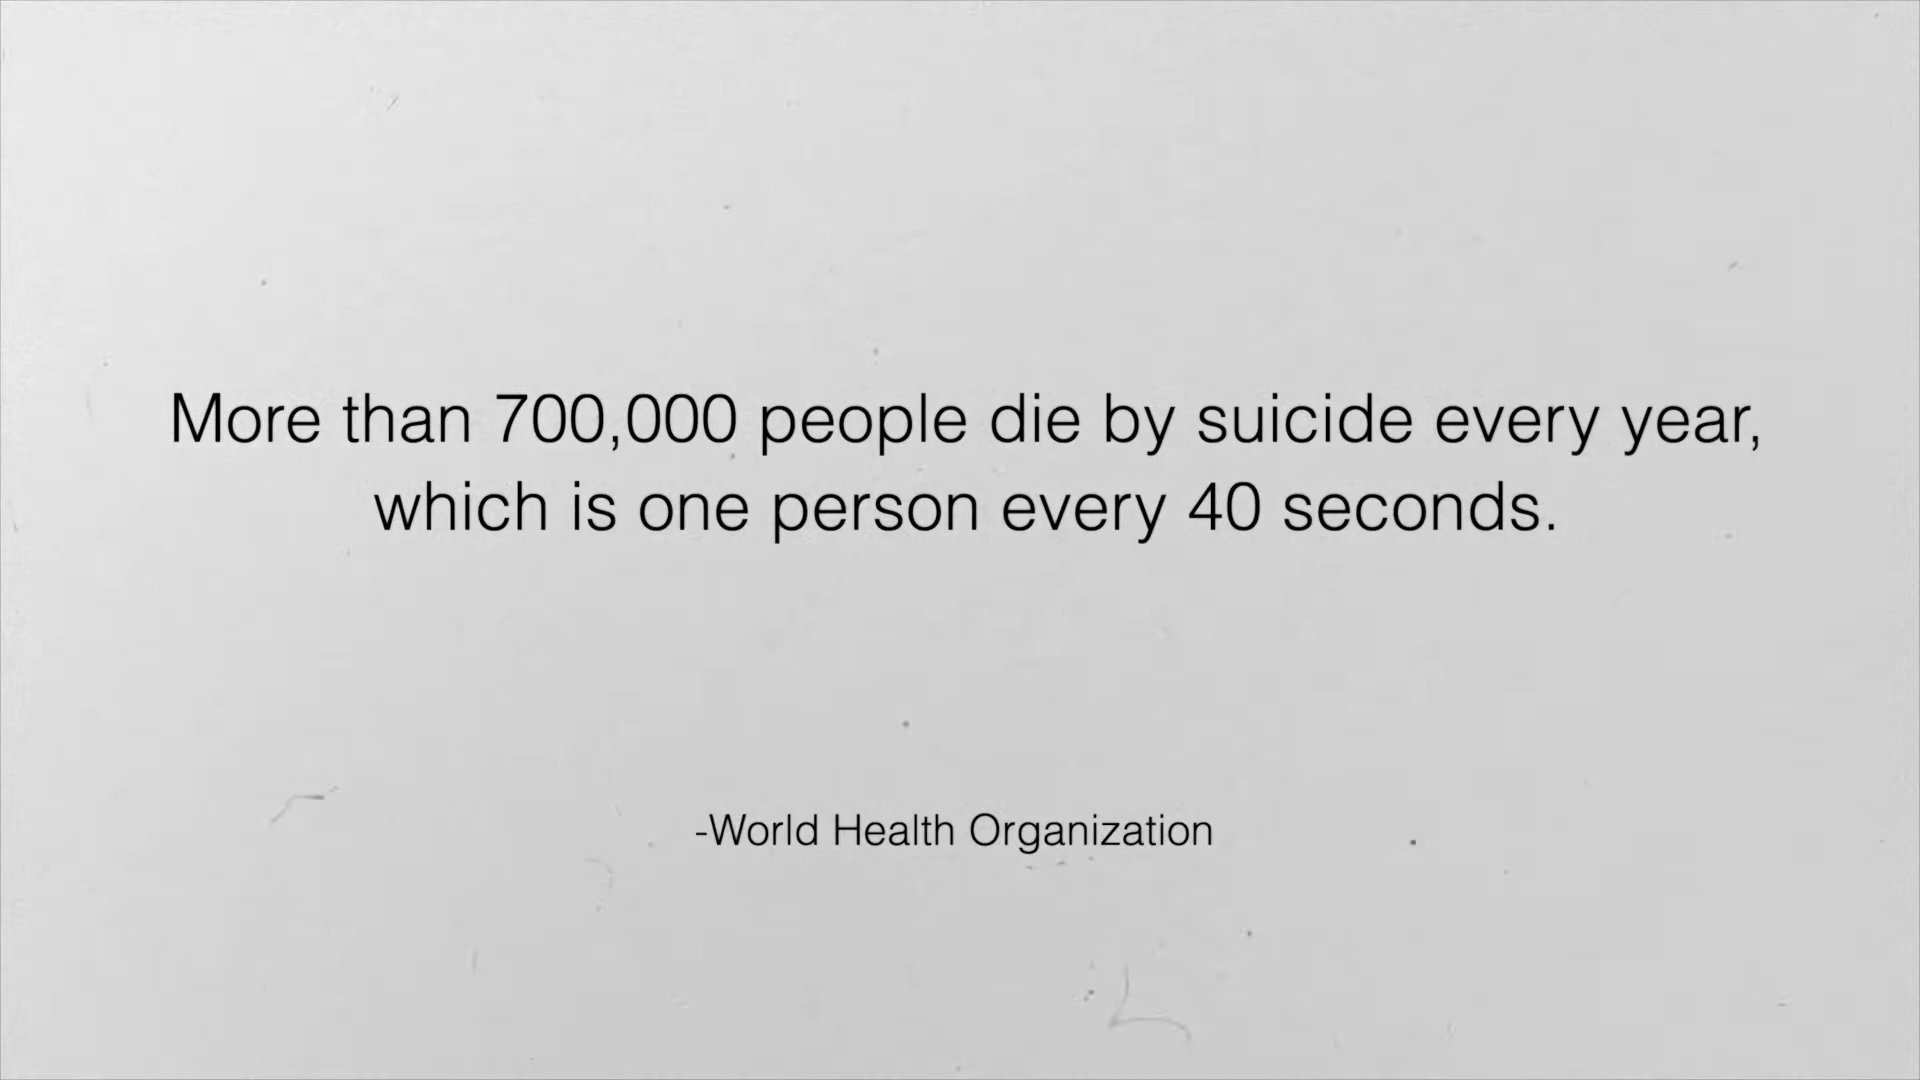 More than 700,000 people die by suicide every year,
which is one person every 40 seconds.
-World Health Organization